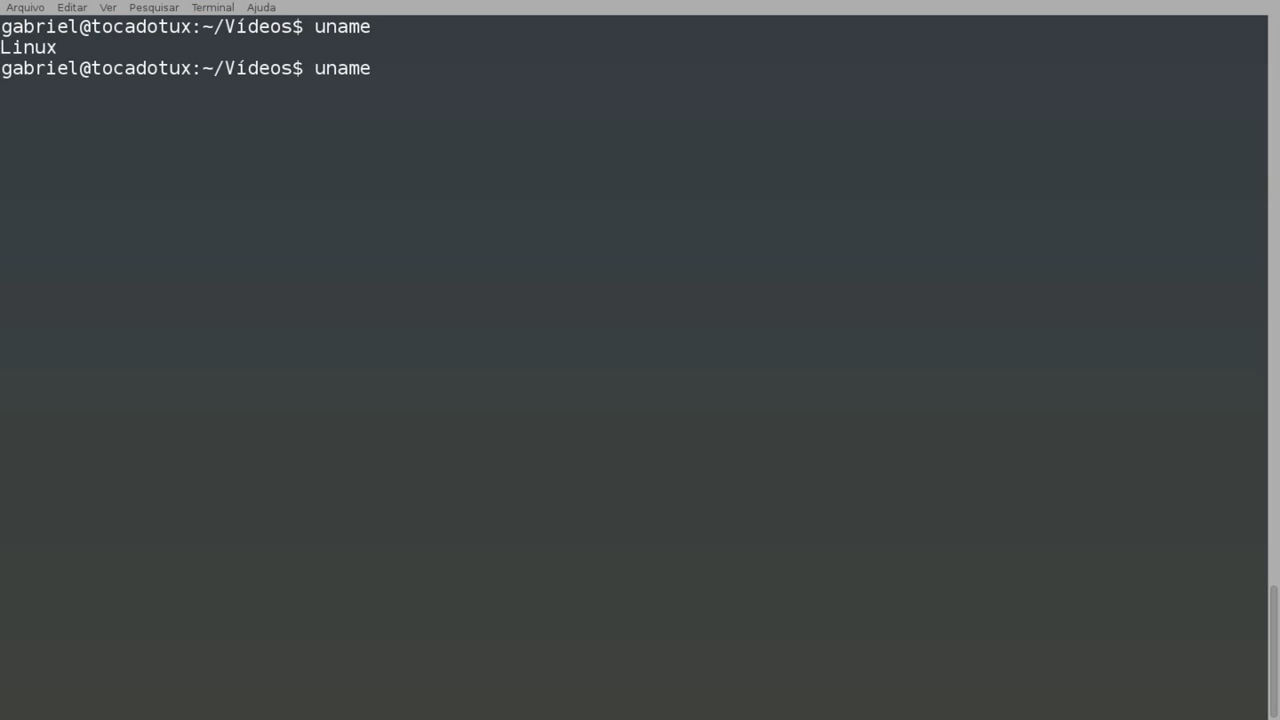 Arquivo Editar Ver Pesquisar Terminal Ajuda
gabriel@tocadotux:~/Vídeos$ uname
Linux
gabriel@tocadotux:~/Vídeos$ uname